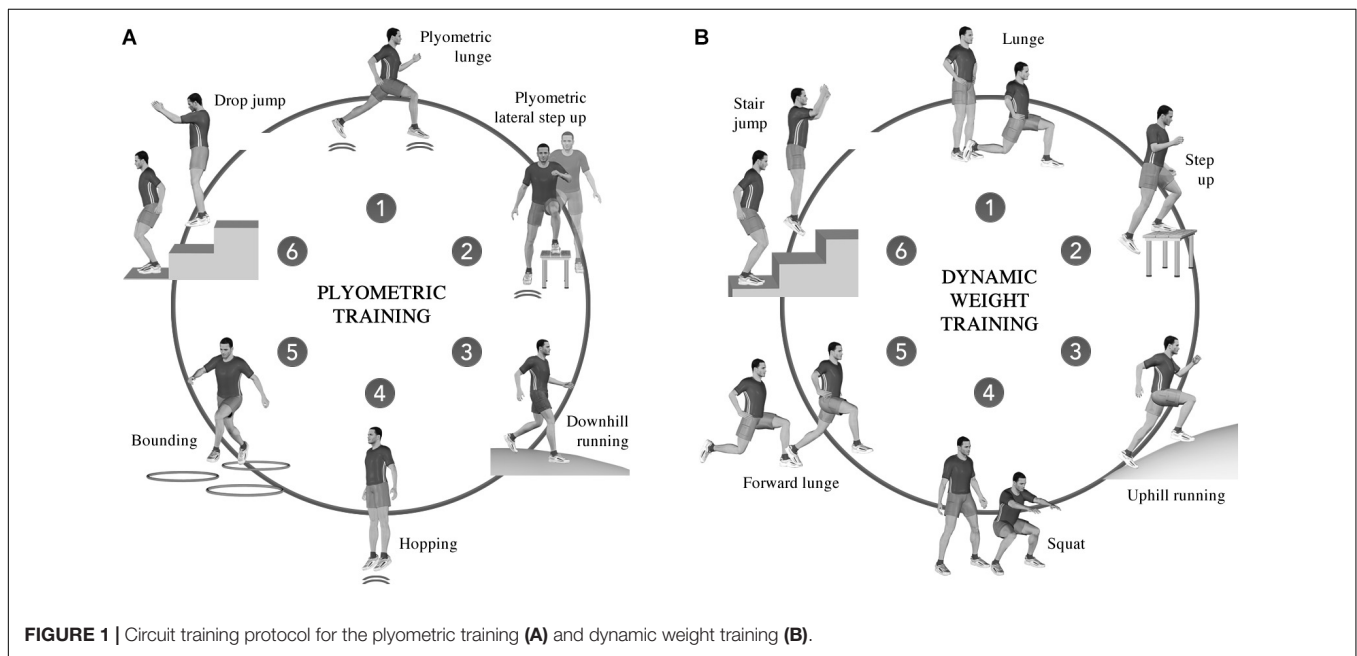 A
Plyometric
lunge
Drop jump
Plyometric
lateral step up
1
2
6
PLYOMETRIC
TRAINING
5
3
4
Bounding
Downhill
running
Hopping
B
Lunge
Stair
jump
Step
up
1
2
6
DYNAMIC
WEIGHT
TRAINING
5
3
4
Forward lunge
Uphill running
Squat
FIGURE 1 | Circuit training protocol for the plyometric training (A) and dynamic weight training (B).